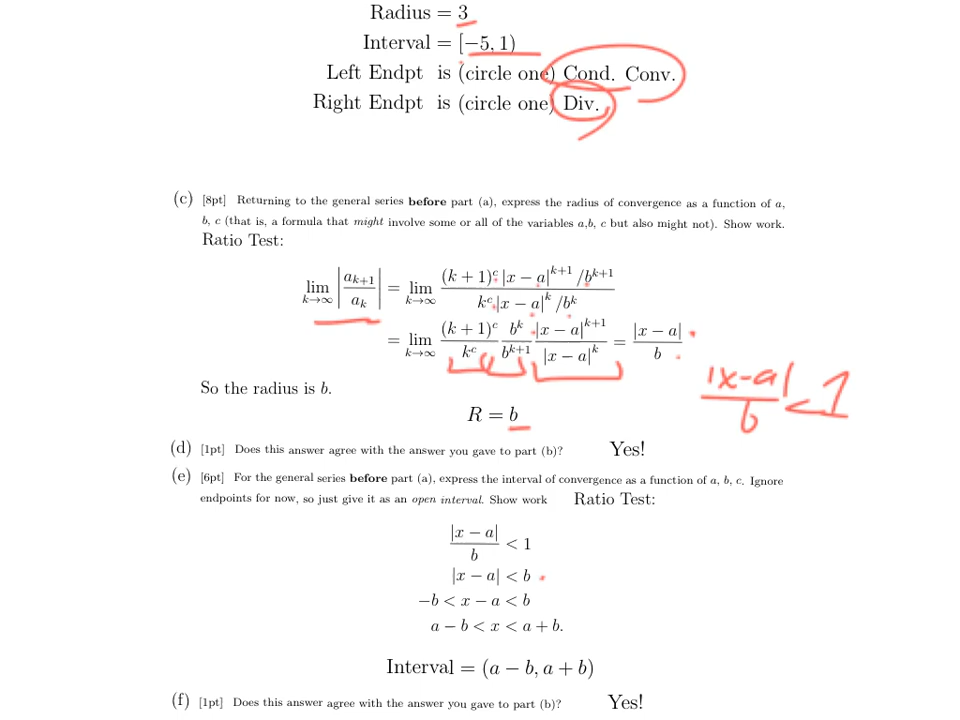 Radius = 3
Interval = [−5, 1)
Left Endpt is (circle one) Cond. Conv.
Right Endpt is (circle one) Div.
(c) [8pt] Returning to the general series before part (a), express the radius of convergence as a function of a,
b, c (that is, a formula that might involve some or all of the variables a,b, c but also might not). Show work.
Ratio Test:
lim k→∞ |a_{k+1}/a_k| = lim k→∞ (k + 1)^c |x − a|^{k+1} /b^{k+1} / k^c |x − a|^k /b^k
= lim k→∞ (k + 1)^c / k^c b^k / b^{k+1} |x − a|^{k+1} / |x − a|^k = |x − a| / b
|x-a| / b < 1
So the radius is b.
R = b
(d) [1pt] Does this answer agree with the answer you gave to part (b)? Yes!
(e) [6pt] For the general series before part (a), express the interval of convergence as a function of a, b, c. Ignore
endpoints for now, so just give it as an open interval. Show work Ratio Test:
|x − a| / b < 1
|x − a| < b
−b < x − a < b
a − b < x < a + b.
Interval = (a − b, a + b)
(f) [1pt] Does this answer agree with the answer you gave to part (b)? Yes!